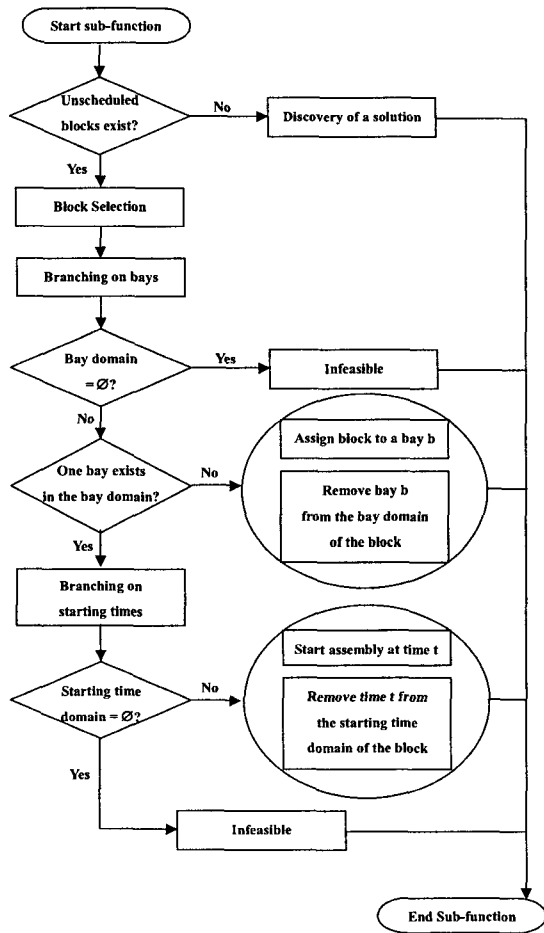 Start sub-function
Unscheduled
blocks exist?
No
Discovery of a solution
Yes
Block Selection
Branching on bays
Bay domain
= Ø?
Yes
Infeasible
No
One bay exists
in the bay domain?
No
Assign block to a bay b
Remove bay b
from the bay domain
of the block
Yes
Branching on
starting times
Starting time
domain = Ø?
No
Start assembly at time t
Remove time t from
the starting time
domain of the block
Yes
Infeasible
End Sub-function